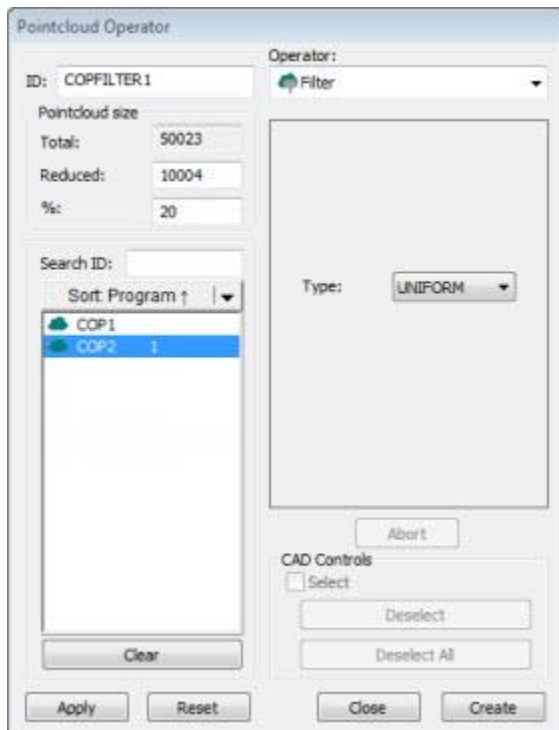 Pointcloud Operator
ID: COPFILTER1
Operator:
Filter
Pointcloud size
Total: 50023
Reduced: 10004
%: 20
Search ID:
Sort: Program ↑
COP1
COP2 1
Clear
Type: UNIFORM
Abort
CAD Controls
Select
Deselect
Deselect All
Apply Reset Close Create